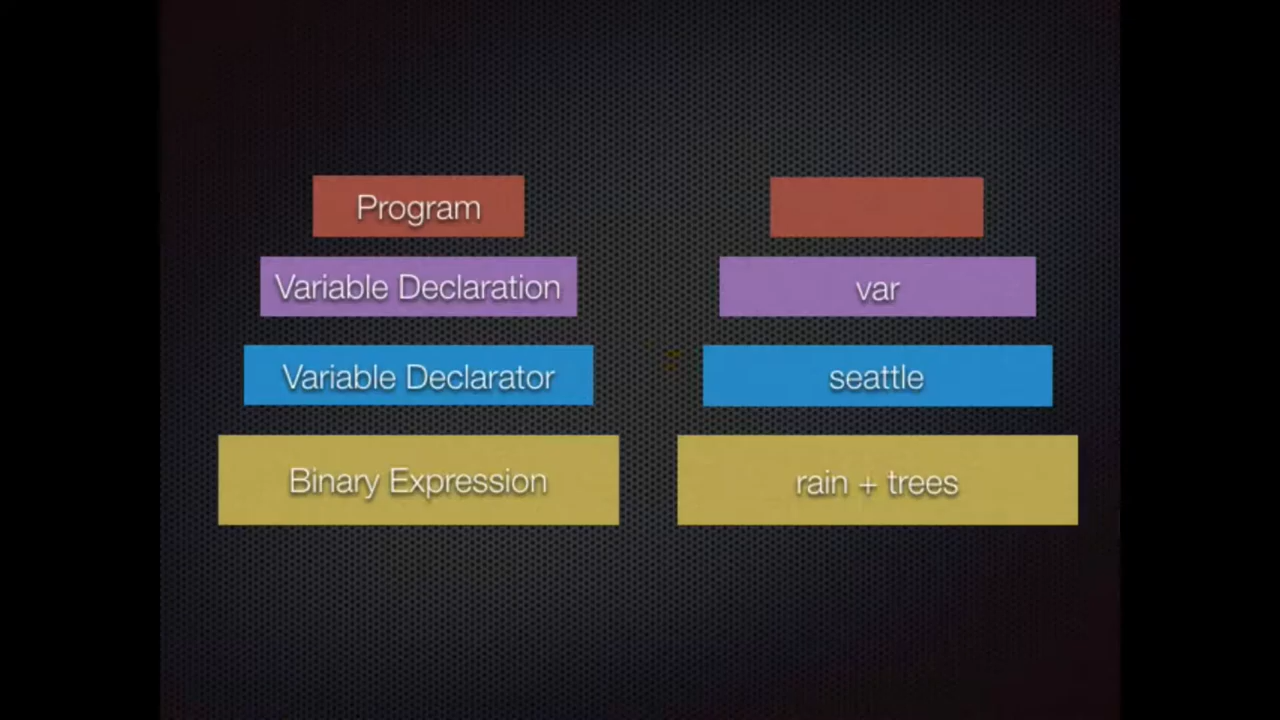 Program
Variable Declaration
var
Variable Declarator
seattle
Binary Expression
rain + trees